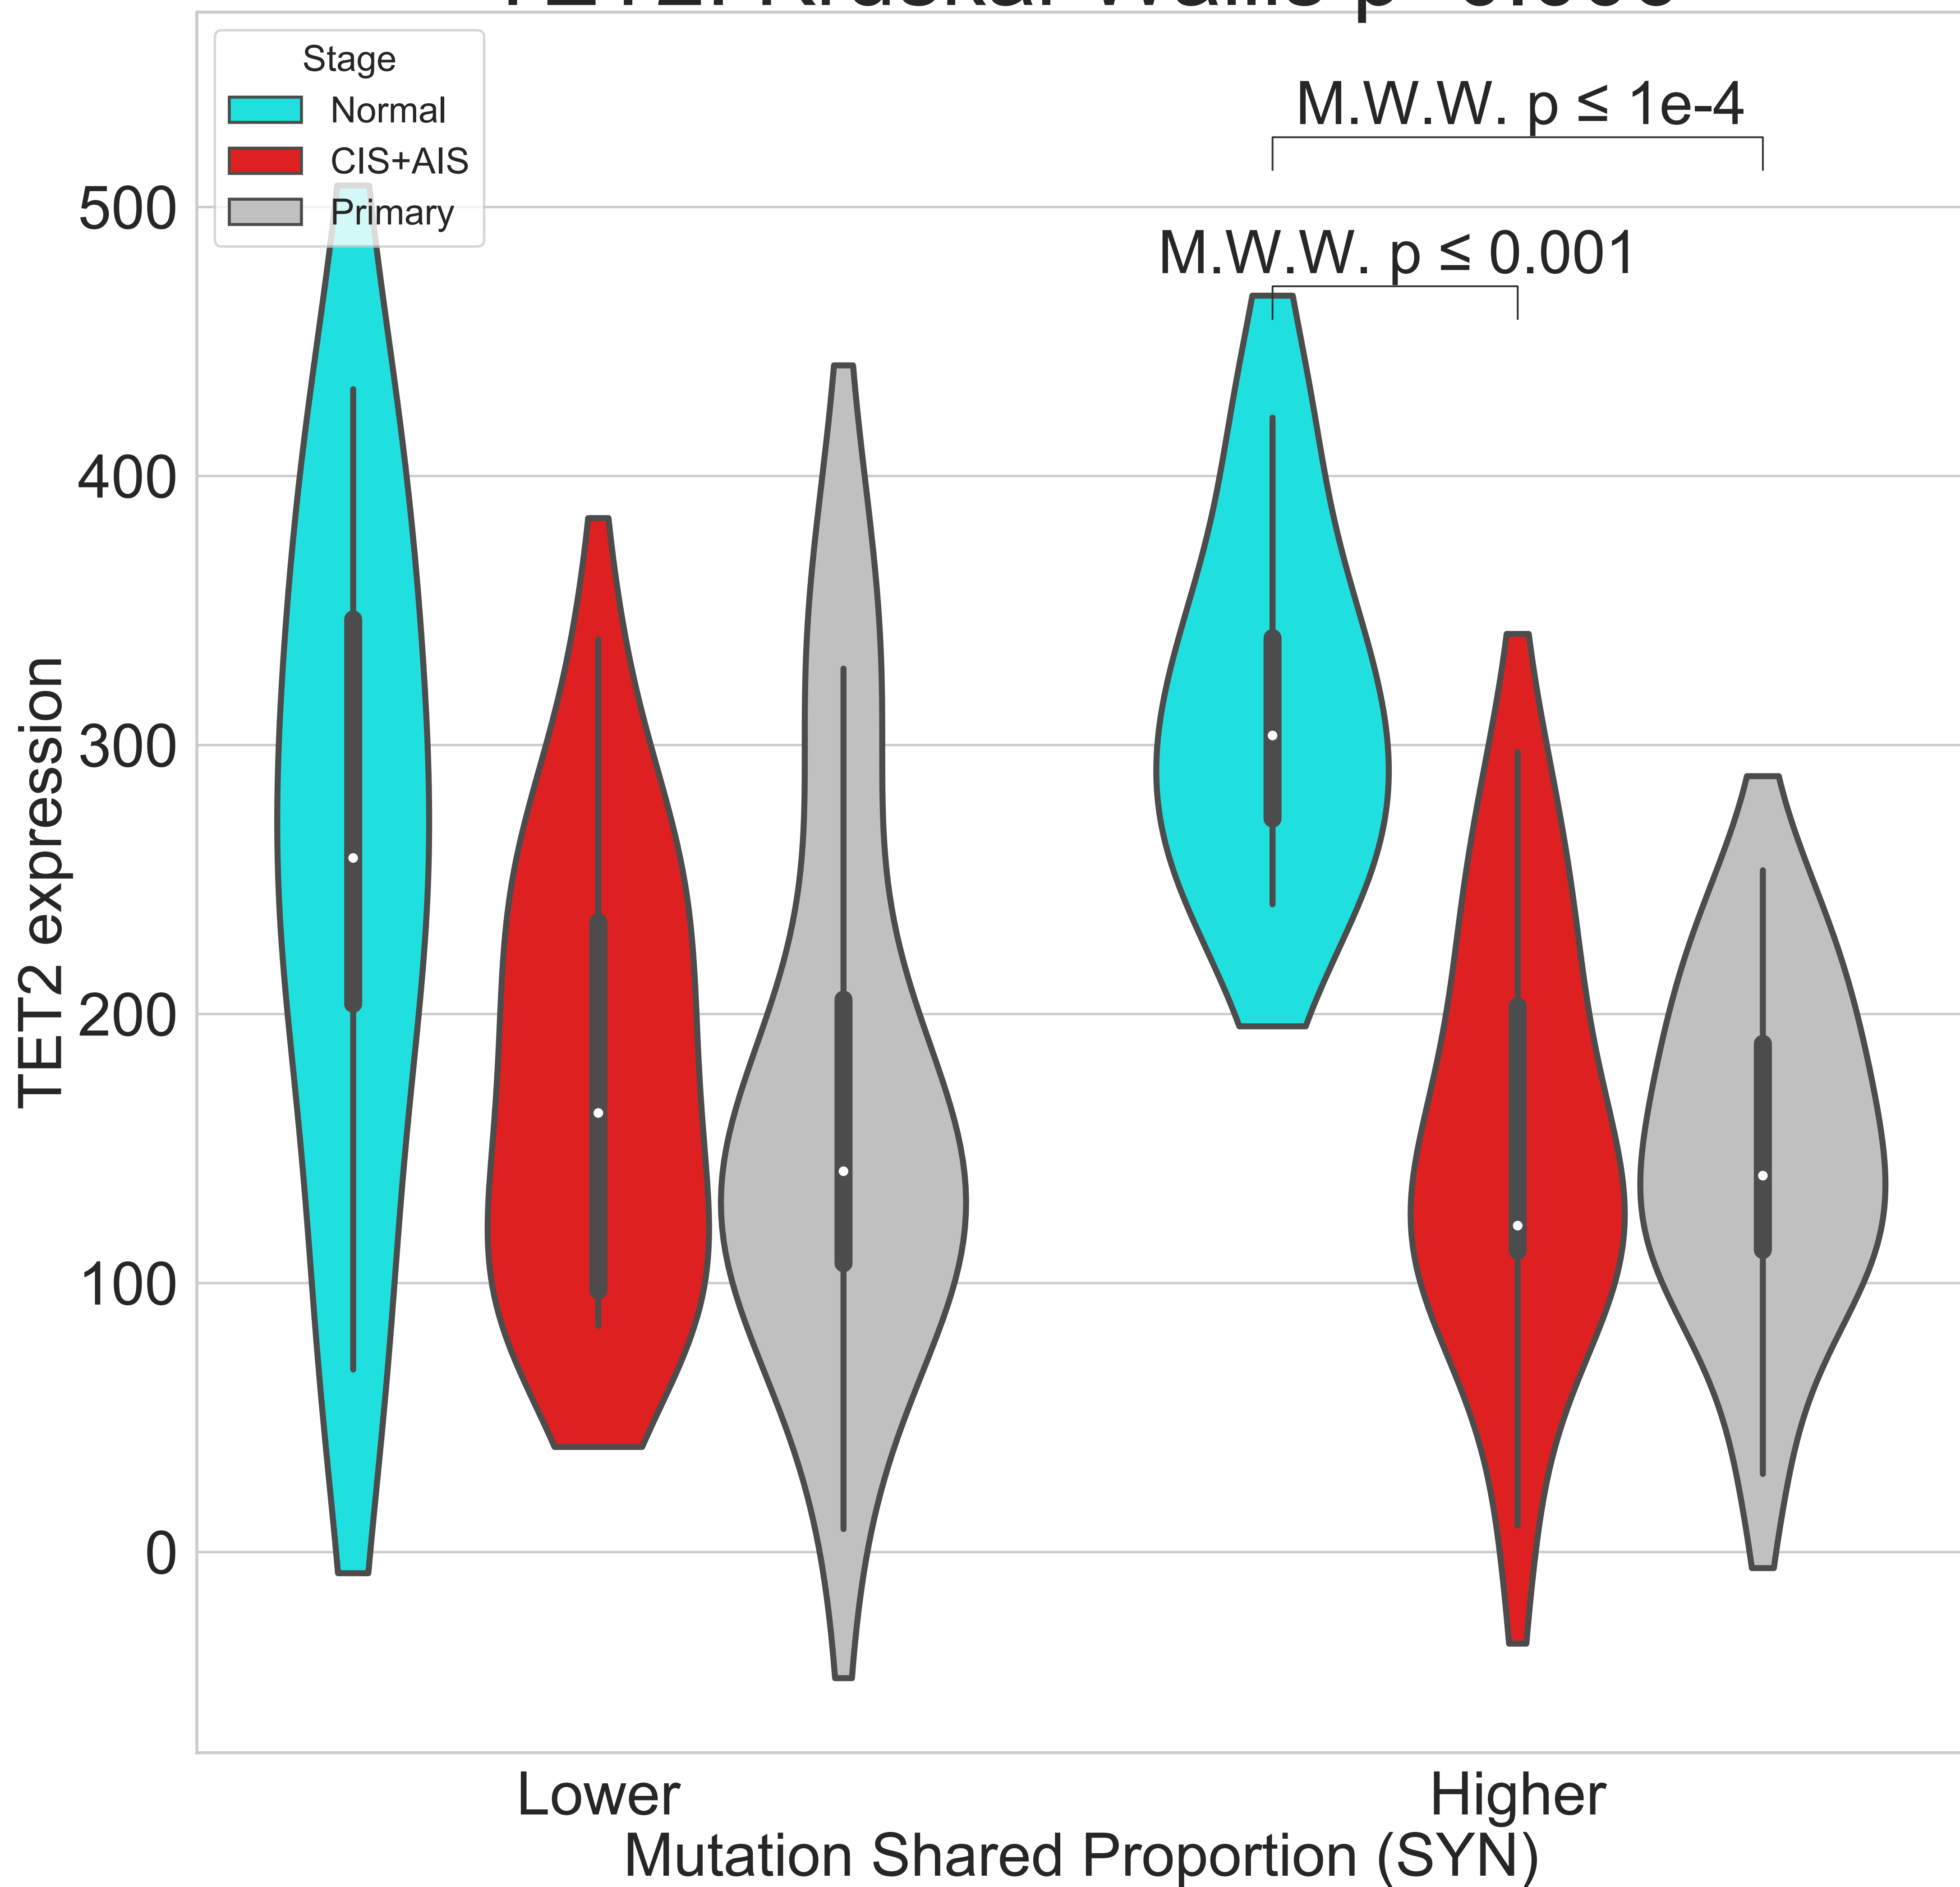 Stage
Normal
CIS+AIS
Primary
M.W.W. p ≤ 1e-4
M.W.W. p ≤ 0.001
500
400
300
200
100
0
TET2 expression
Lower
Higher
Mutation Shared Proportion (SYN)